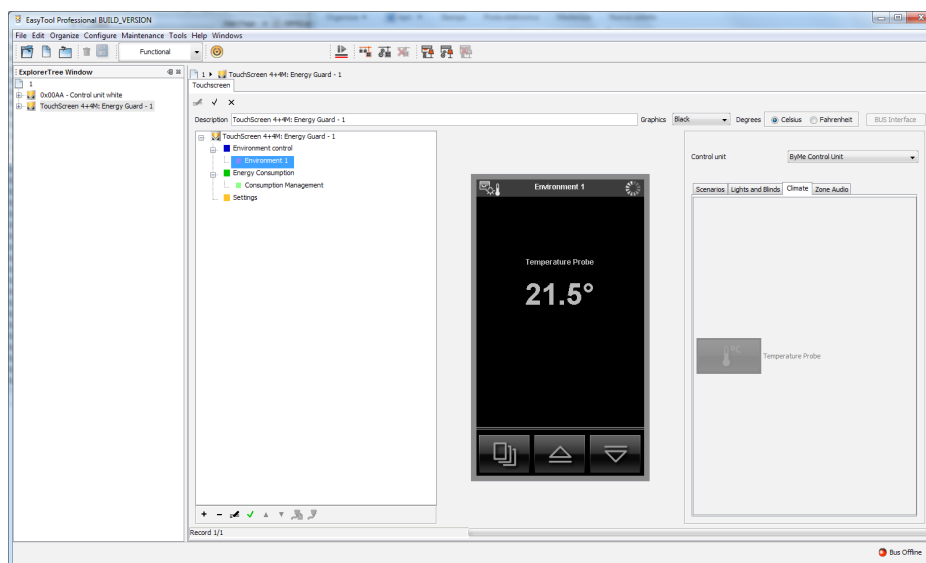 EasyTool Professional BUILD_VERSION
File Edit Organize Configure Maintenance Tools Help Windows
Functional
ExplorerTree Window
1
0x00AA - Control unit white
TouchScreen 4+4M: Energy Guard - 1
1 TouchScreen 4+4M: Energy Guard - 1
Touchscreen
Description TouchScreen 4+4M: Energy Guard - 1 Graphics Black Degrees Celsius Fahrenheit BUS Interface
TouchScreen 4+4M: Energy Guard - 1
Environment control
Environment 1
Energy Consumption
Consumption Management
Settings
Environment 1
Temperature Probe
21.5°
Control unit ByMe Control Unit
Scenarios Lights and Blinds Climate Zone Audio
°C
Temperature Probe
Record 1/1
Bus Offline